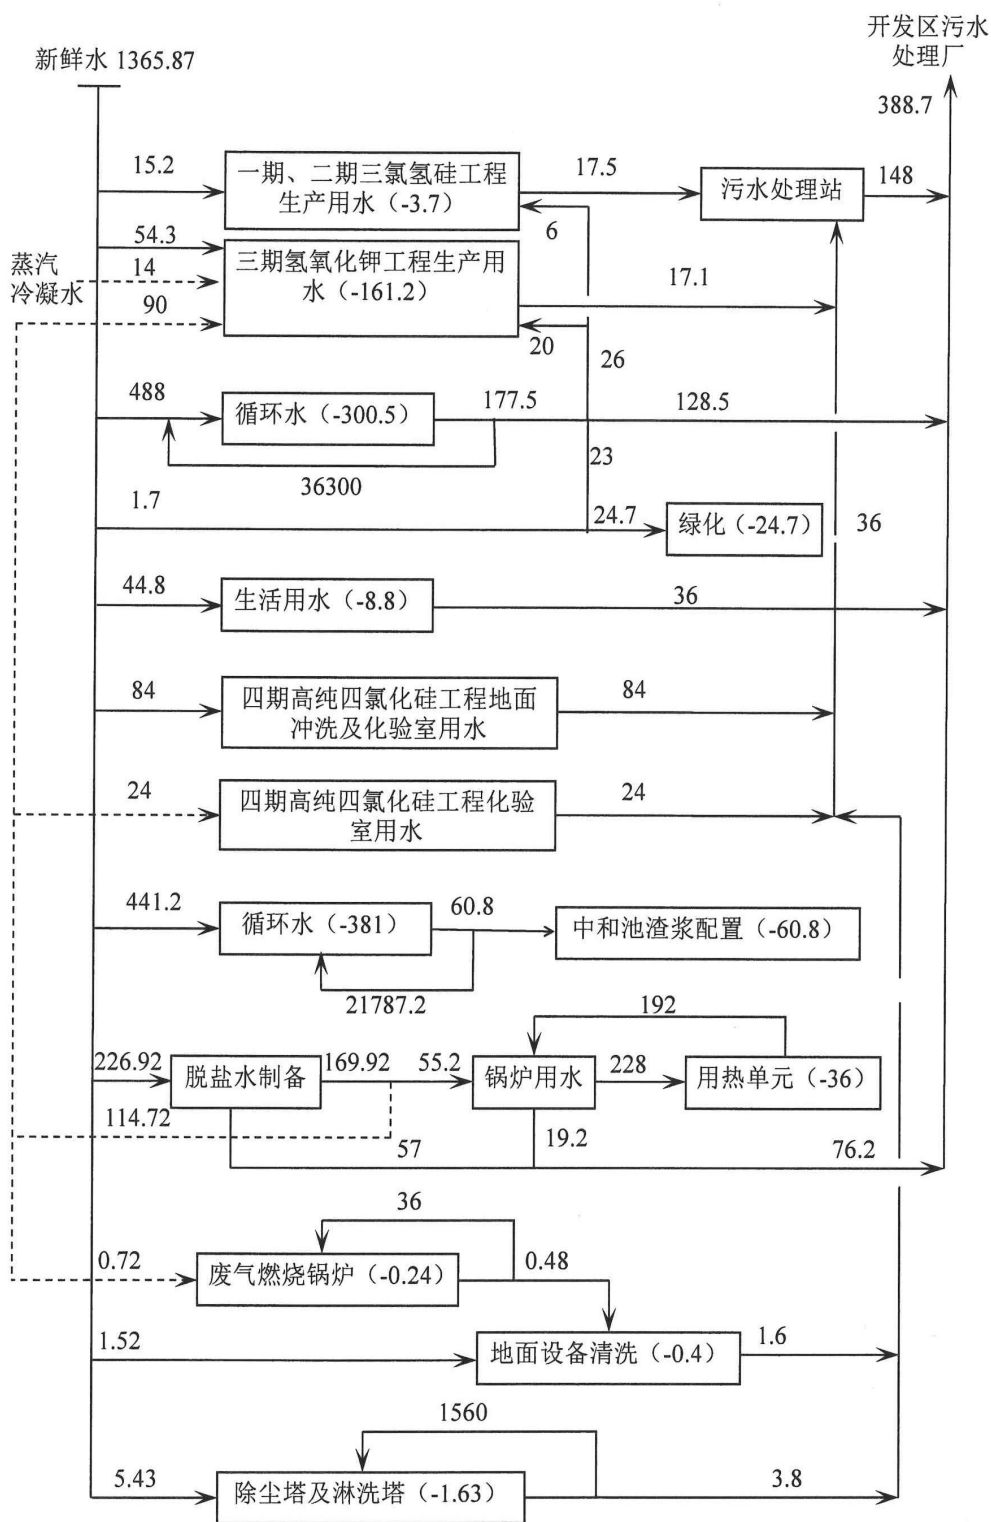 开发区污水
处理厂
新鲜水 1365.87
388.7
15.2
一期、二期三氯氢硅工程
生产用水（-3.7）
17.5
污水处理站
148
6
54.3
蒸汽
冷凝水
14
90
三期氢氧化钾工程生产用
水（-161.2）
17.1
20
26
488
循环水（-300.5）
177.5
128.5
36300
23
1.7
24.7
绿化（-24.7）
36
44.8
生活用水（-8.8）
36
84
四期高纯四氯化硅工程地面
冲洗及化验室用水
84
24
四期高纯四氯化硅工程化验
室用水
24
441.2
循环水（-381）
60.8
中和池渣浆配置（-60.8）
21787.2
192
226.92
脱盐水制备
169.92
55.2
锅炉用水
228
用热单元（-36）
114.72
57
19.2
76.2
36
0.72
废气燃烧锅炉（-0.24）
0.48
1.52
地面设备清洗（-0.4）
1.6
1560
5.43
除尘塔及淋洗塔（-1.63）
3.8